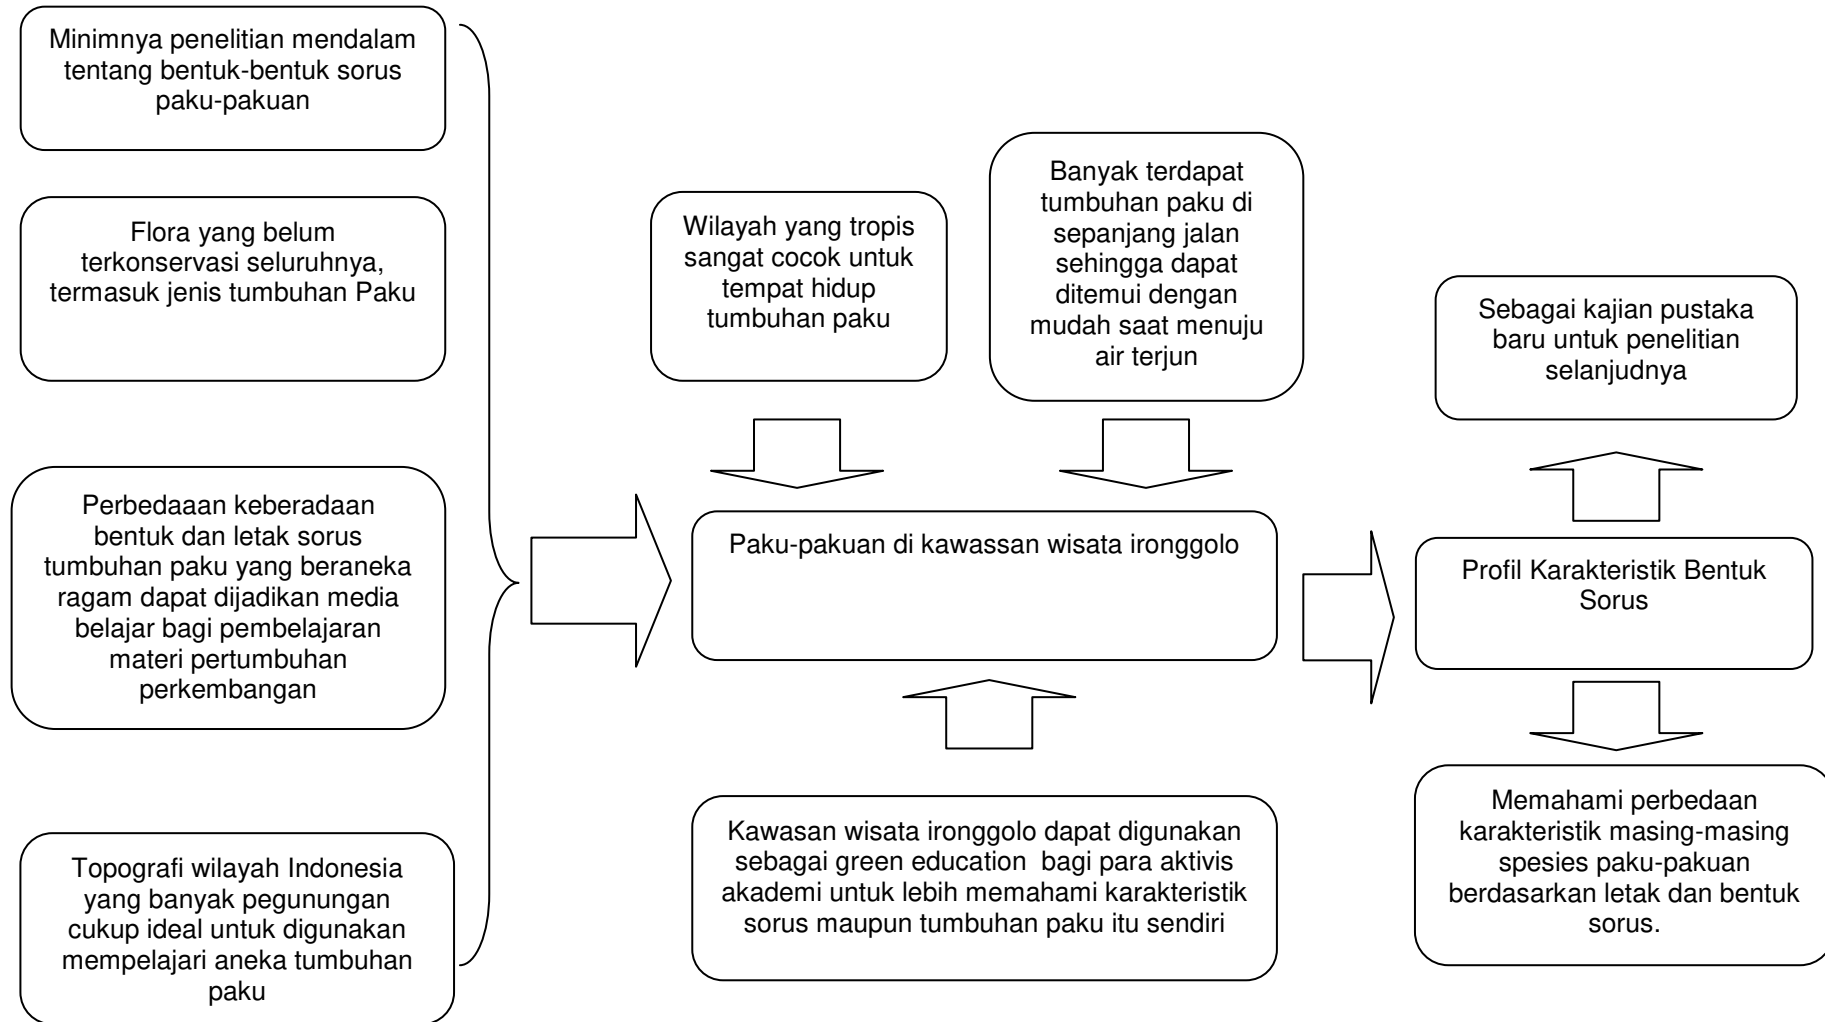 Minimnya penelitian mendalam
tentang bentuk-bentuk sorus
paku-pakuan
Flora yang belum
terkonservasi seluruhnya,
termasuk jenis tumbuhan Paku
Perbedaaan keberadaan
bentuk dan letak sorus
tumbuhan paku yang beraneka
ragam dapat dijadikan media
belajar bagi pembelajaran
materi pertumbuhan
perkembangan
Topografi wilayah Indonesia
yang banyak pegunungan
cukup ideal untuk digunakan
mempelajari aneka tumbuhan
paku
Wilayah yang tropis
sangat cocok untuk
tempat hidup
tumbuhan paku
Banyak terdapat
tumbuhan paku di
sepanjang jalan
sehingga dapat
ditemui dengan
mudah saat menuju
air terjun
Paku-pakuan di kawassan wisata ironggolo
Kawasan wisata ironggolo dapat digunakan
sebagai green education  bagi para aktivis
akademi untuk lebih memahami karakteristik
sorus maupun tumbuhan paku itu sendiri
Sebagai kajian pustaka
baru untuk penelitian
selanjudnya
Profil Karakteristik Bentuk
Sorus
Memahami perbedaan
karakteristik masing-masing
spesies paku-pakuan
berdasarkan letak dan bentuk
sorus.